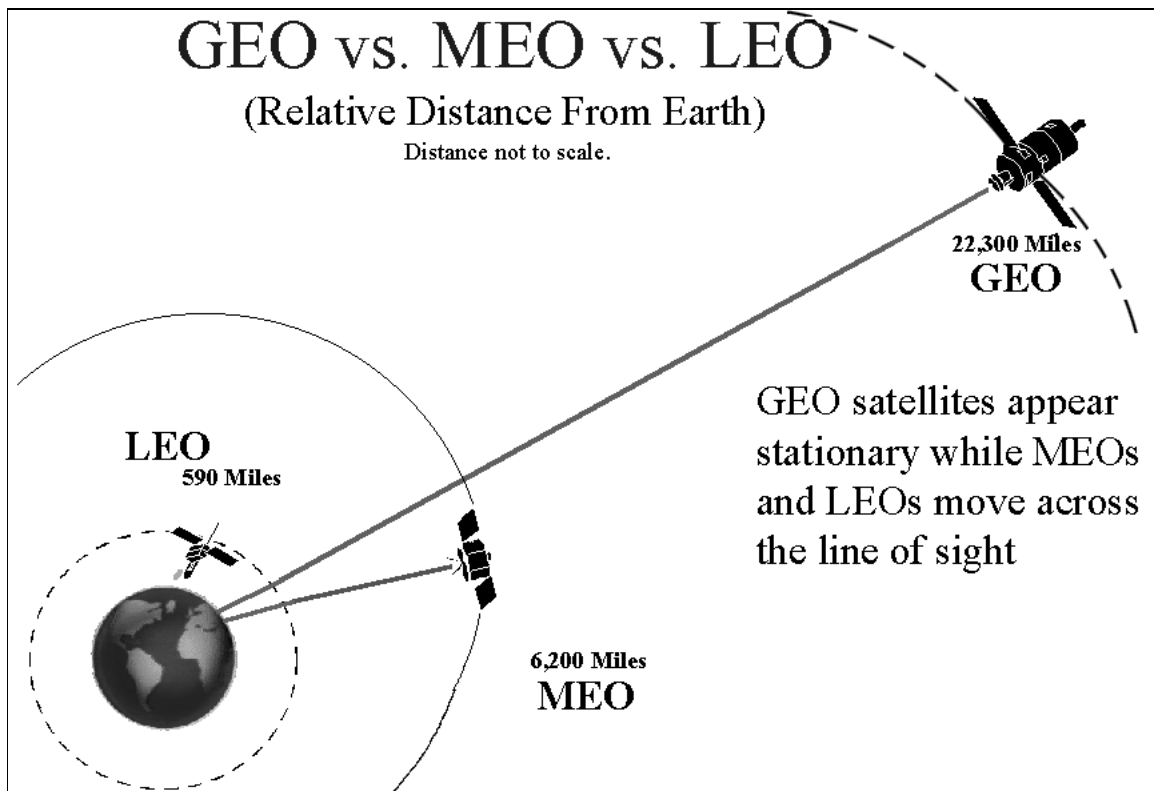 GEO vs. MEO vs. LEO
(Relative Distance From Earth)
Distance not to scale.
22,300 Miles
GEO
GEO satellites appear
stationary while MEOs
and LEOs move across
the line of sight
LEO
590 Miles
6,200 Miles
MEO